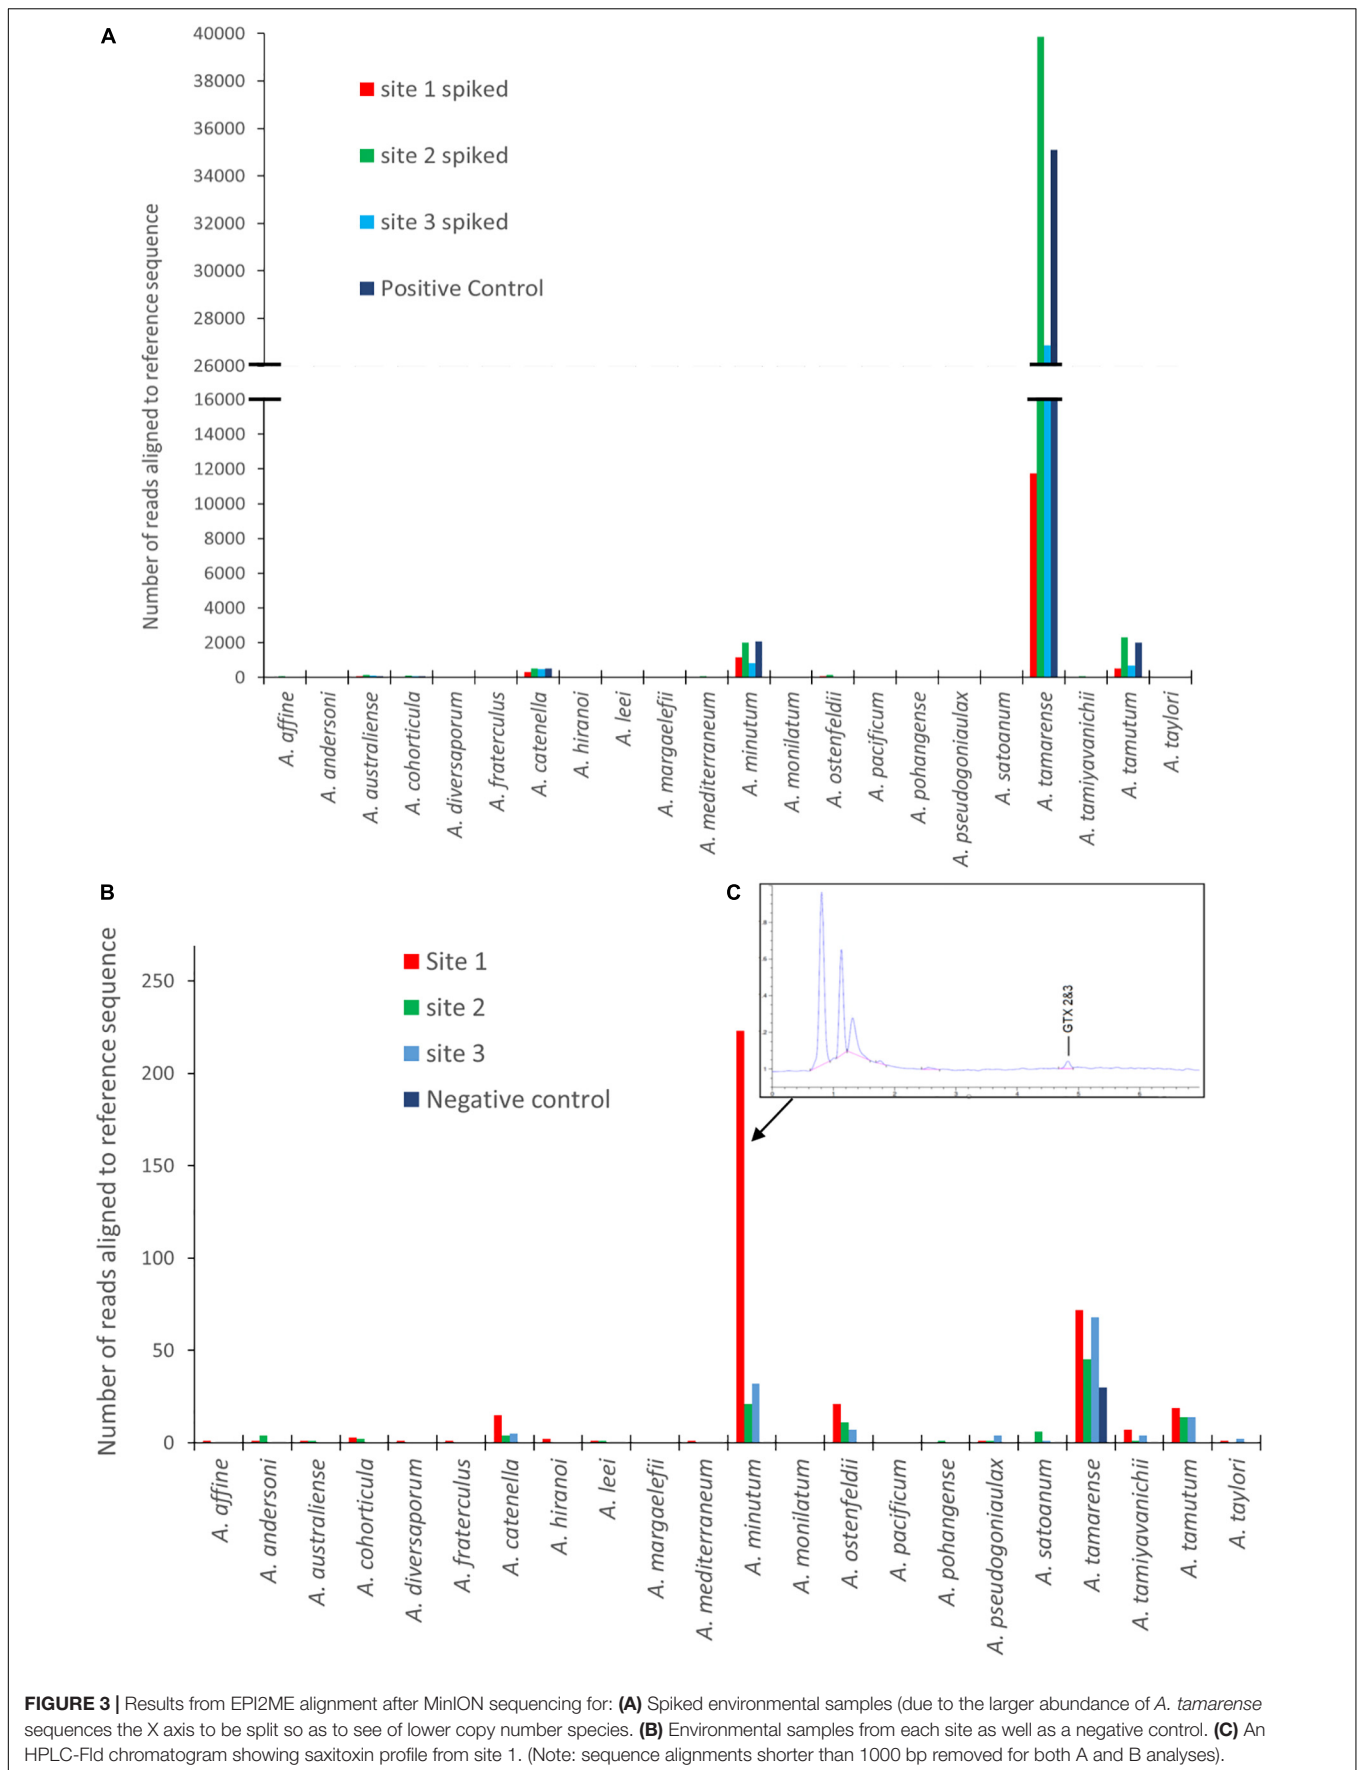 A
Number of reads aligned to reference sequence
40000
38000
36000
34000
32000
30000
28000
26000
16000
14000
12000
10000
8000
6000
4000
2000
0
site 1 spiked
site 2 spiked
site 3 spiked
Positive Control
A. affine
A. andersoni
A. australiense
A. cohorticula
A. diversaporum
A. fraterculus
A. catenella
A. hiranoi
A. leei
A. margaelefii
A. mediterraneum
A. minutum
A. monilatum
A. ostenfeldii
A. pacificum
A. pohangense
A. pseudogoniaulax
A. satoanum
A. tamarense
A. tamiyavanichii
A. tamutum
A. taylori
B
Number of reads aligned to reference sequence
250
200
150
100
50
0
Site 1
site 2
site 3
Negative control
C
GTX 2&3
A. affine
A. andersoni
A. australiense
A. cohorticula
A. diversaporum
A. fraterculus
A. catenella
A. hiranoi
A. leei
A. margaelefii
A. mediterraneum
A. minutum
A. monilatum
A. ostenfeldii
A. pacificum
A. pohangense
A. pseudogoniaulax
A. satoanum
A. tamarense
A. tamiyavanichii
A. tamutum
A. taylori
FIGURE 3 | Results from EPI2ME alignment after MinION sequencing for: (A) Spiked environmental samples (due to the larger abundance of A. tamarense
sequences the X axis to be split so as to see of lower copy number species. (B) Environmental samples from each site as well as a negative control. (C) An
HPLC-Fld chromatogram showing saxitoxin profile from site 1. (Note: sequence alignments shorter than 1000 bp removed for both A and B analyses).